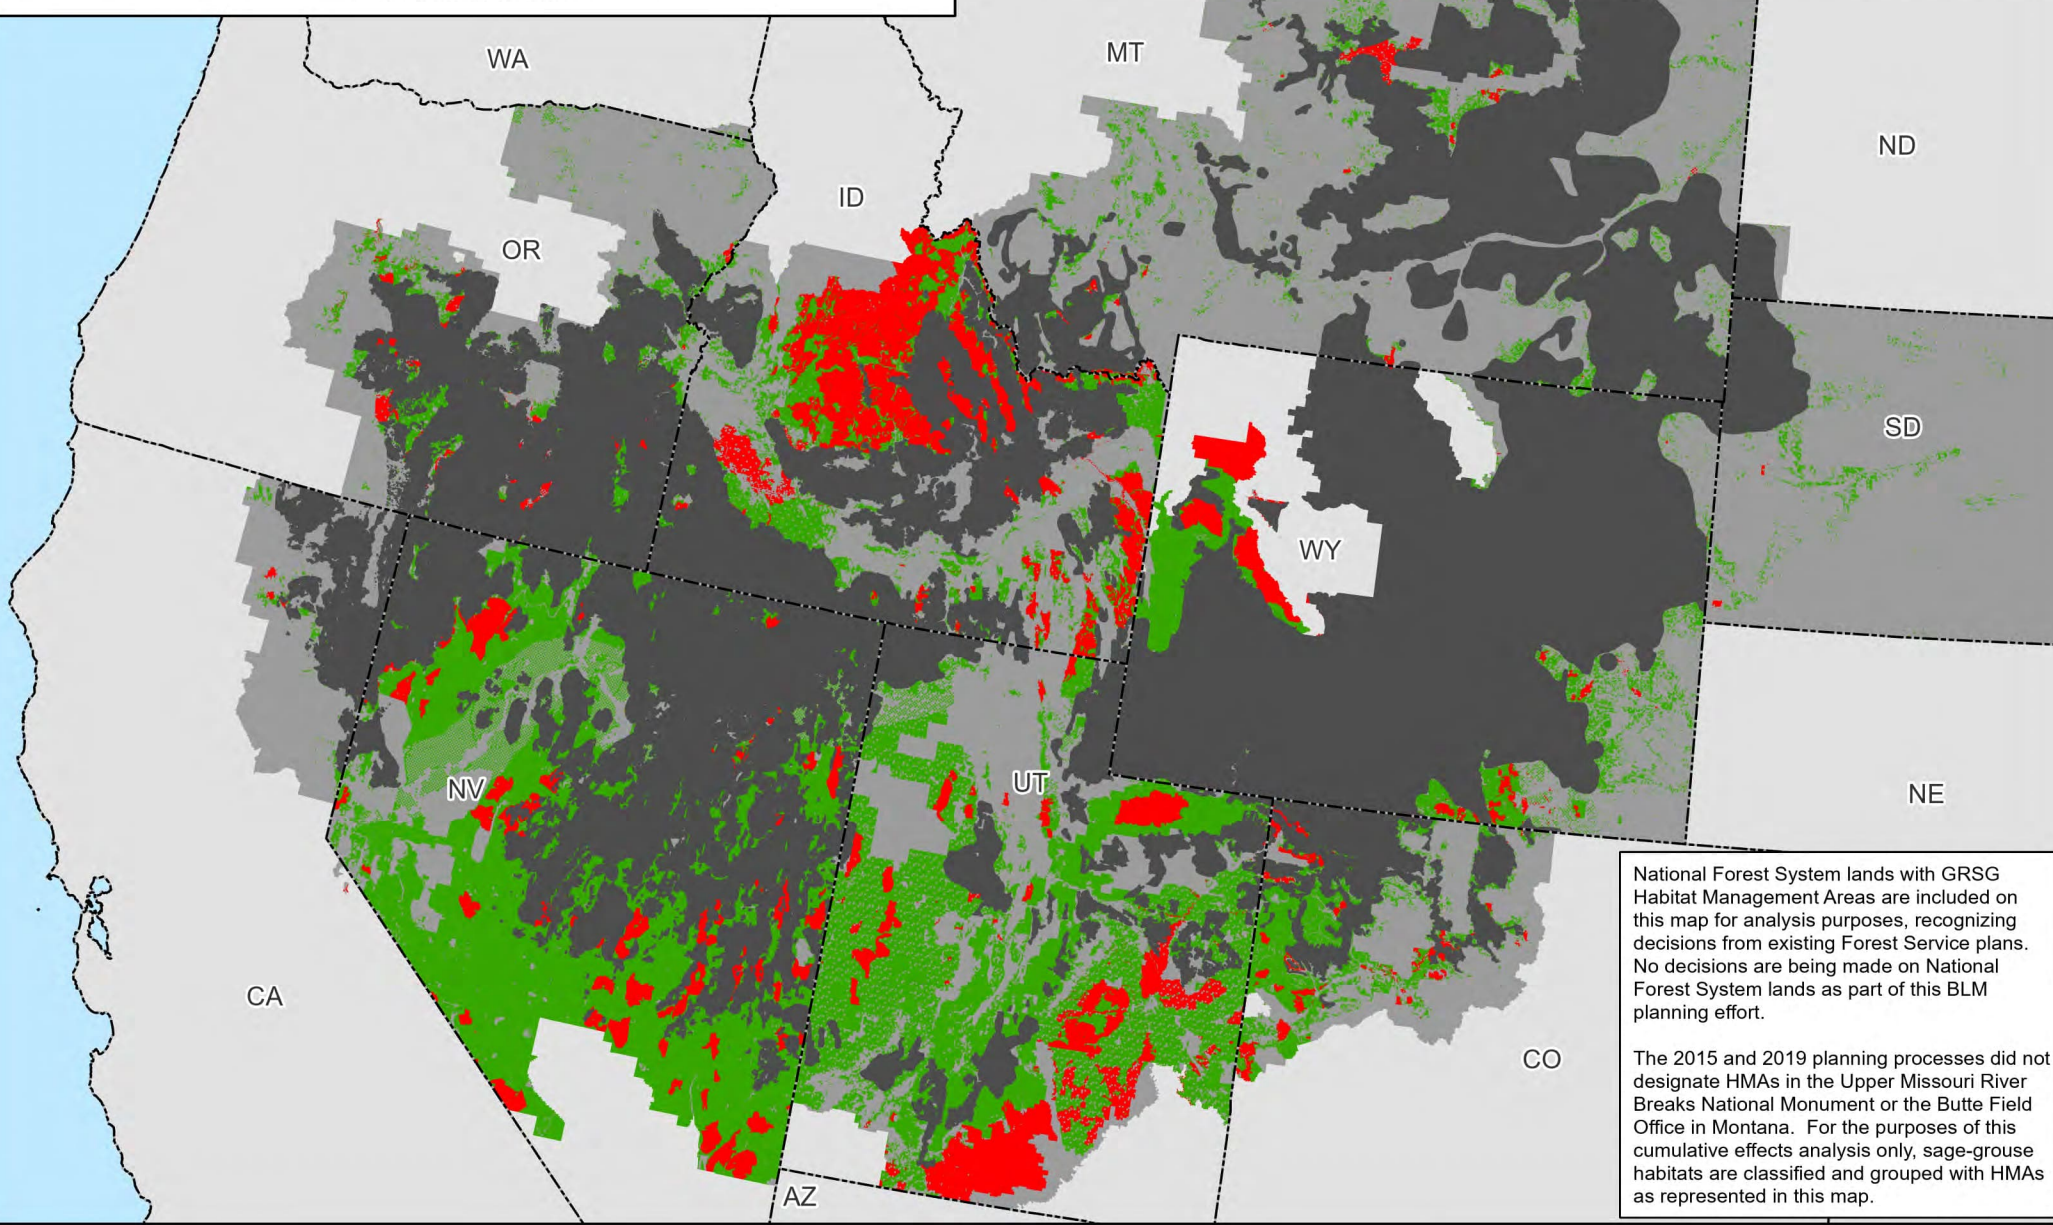 WA
MT
ND
ID
OR
SD
WY
NV
UT
NE
CA
CO
AZ
National Forest System lands with GRSG
Habitat Management Areas are included on
this map for analysis purposes, recognizing
decisions from existing Forest Service plans.
No decisions are being made on National
Forest System lands as part of this BLM
planning effort.
The 2015 and 2019 planning processes did not
designate HMAs in the Upper Missouri River
Breaks National Monument or the Butte Field
Office in Montana. For the purposes of this
cumulative effects analysis only, sage-grouse
habitats are classified and grouped with HMAs
as represented in this map.